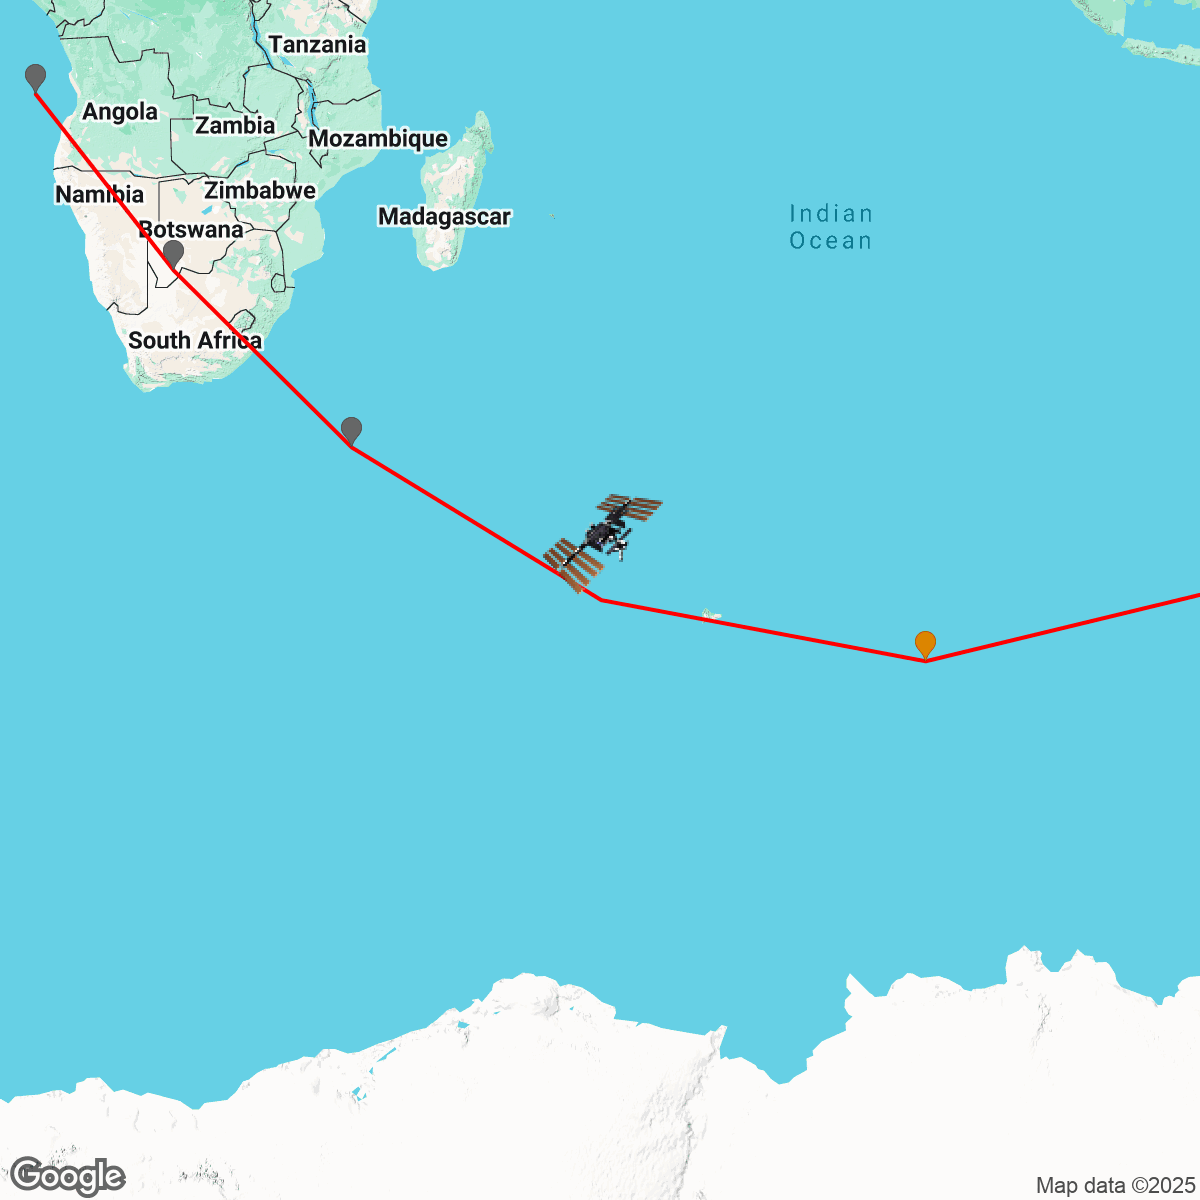 Tanzania
Angola
Zambia
Mozambique
Namibia
Zimbabwe
Madagascar
Botswana
Indian
Ocean
South Africa
Google
Map data ©2025